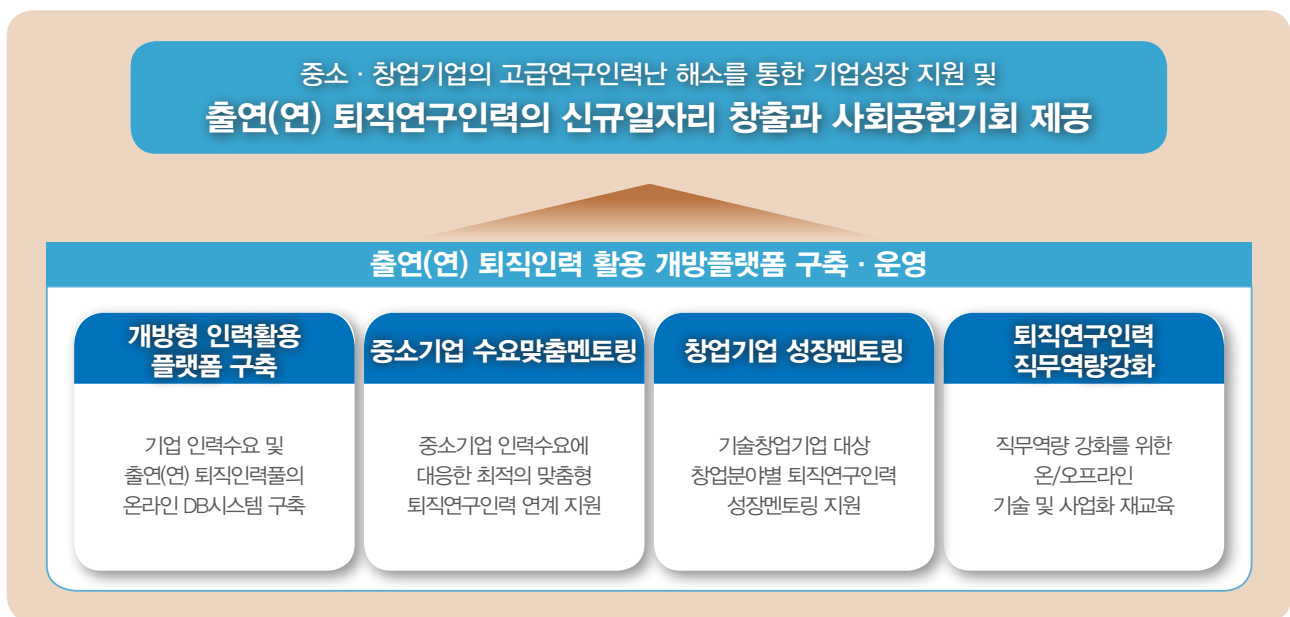 중소 · 창업기업의 고급연구인력난 해소를 통한 기업성장 지원 및
출연(연) 퇴직연구인력의 신규일자리 창출과 사회공헌기회 제공
출연(연) 퇴직인력 활용 개방플랫폼 구축 · 운영
개방형 인력활용
플랫폼 구축
기업 인력수요 및
출연(연) 퇴직인력풀의
온라인 DB시스템 구축
중소기업 수요맞춤멘토링
중소기업 인력수요에
대응한 최적의 맞춤형
퇴직연구인력 연계 지원
창업기업 성장멘토링
기술창업기업 대상
창업분야별 퇴직연구인력
성장멘토링 지원
퇴직연구인력
직무역량강화
직무역량 강화를 위한
온/오프라인
기술 및 사업화 재교육